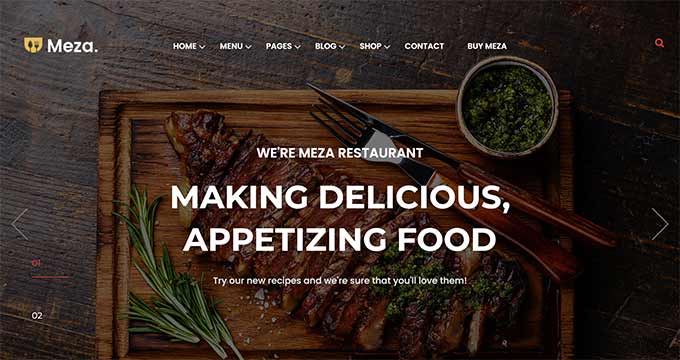 Meza.
HOME MENU PAGES BLOG SHOP CONTACT BUY MEZA
WE'RE MEZA RESTAURANT
MAKING DELICIOUS,
APPETIZING FOOD
Try our new recipes and we're sure that you'll love them!
01
02